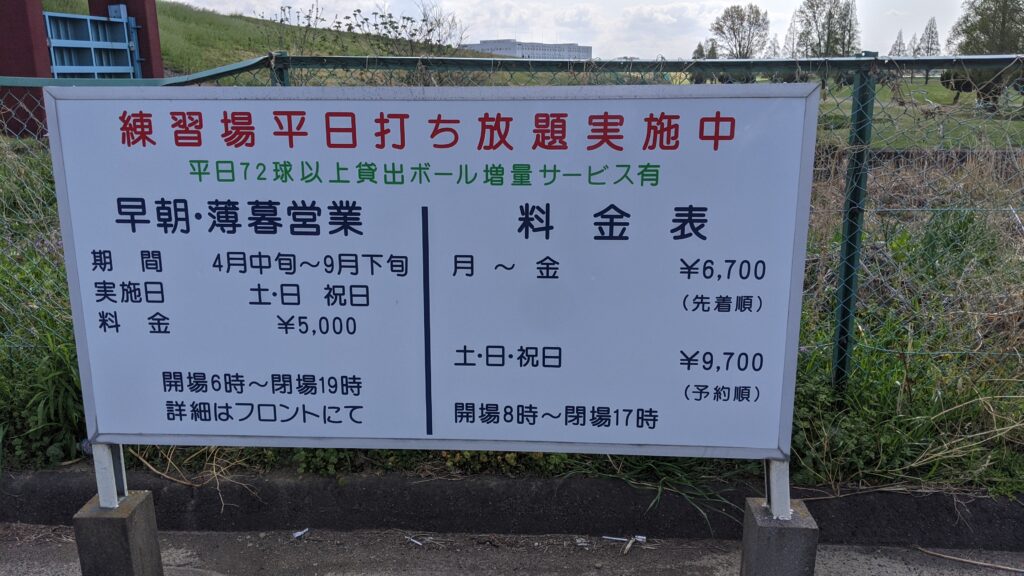 練習場平日打ち放題実施中
平日72球以上貸出ボール増量サービス有
早朝・薄暮営業
期間 4月中旬～9月下旬
実施日 土・日 祝日
料金 ¥5,000
開場6時～閉場19時
詳細はフロントにて
料金表
月～金 ¥6,700
(先着順)
土・日・祝日 ¥9,700
(予約順)
開場8時～閉場17時